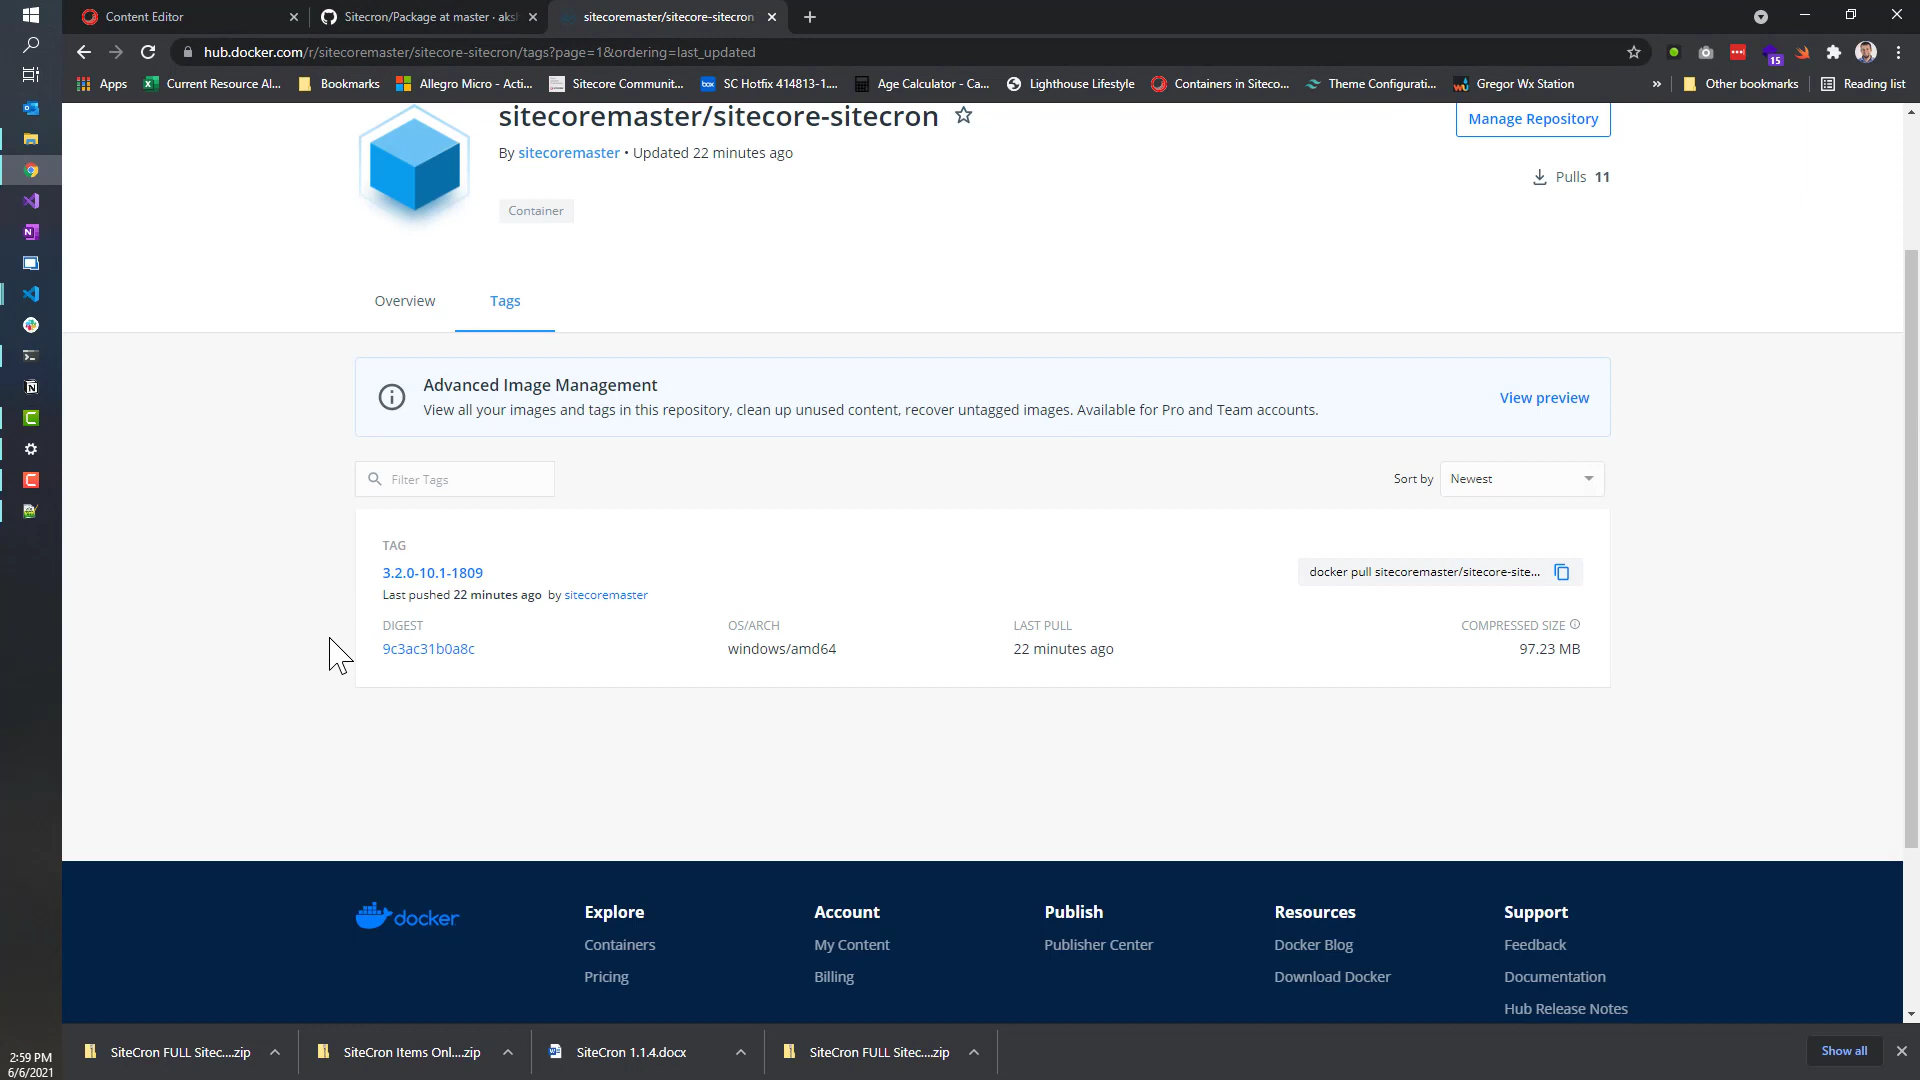 Content Editor
Sitecron/Package at master · aks
sitecoremaster/sitecore-sitecron
hub.docker.com/r/sitecoremaster/sitecore-sitecron/tags?page=1&ordering=last_updated
15
Apps
Current Resource Al...
Bookmarks
Allegro Micro - Acti...
Sitecore Communit...
SC Hotfix 414813-1....
Age Calculator - Ca...
Lighthouse Lifestyle
Containers in Siteco...
Theme Configurati...
Gregor Wx Station
»
Other bookmarks
Reading list
sitecoremaster/sitecore-sitecron
Manage Repository
By sitecoremaster • Updated 22 minutes ago
Pulls 11
Container
Overview
Tags
Advanced Image Management
View all your images and tags in this repository, clean up unused content, recover untagged images. Available for Pro and Team accounts.
View preview
Filter Tags
Sort by
Newest
TAG
3.2.0-10.1-1809
docker pull sitecoremaster/sitecore-site...
Last pushed 22 minutes ago by sitecoremaster
DIGEST
OS/ARCH
LAST PULL
COMPRESSED SIZE
9c3ac31b0a8c
windows/amd64
22 minutes ago
97.23 MB
docker
Explore
Account
Publish
Resources
Support
Containers
My Content
Publisher Center
Docker Blog
Feedback
Pricing
Billing
Download Docker
Documentation
Hub Release Notes
SiteCron FULL Sitec....zip
SiteCron Items Onl....zip
SiteCron 1.1.4.docx
SiteCron FULL Sitec....zip
Show all
2:59 PM
6/6/2021